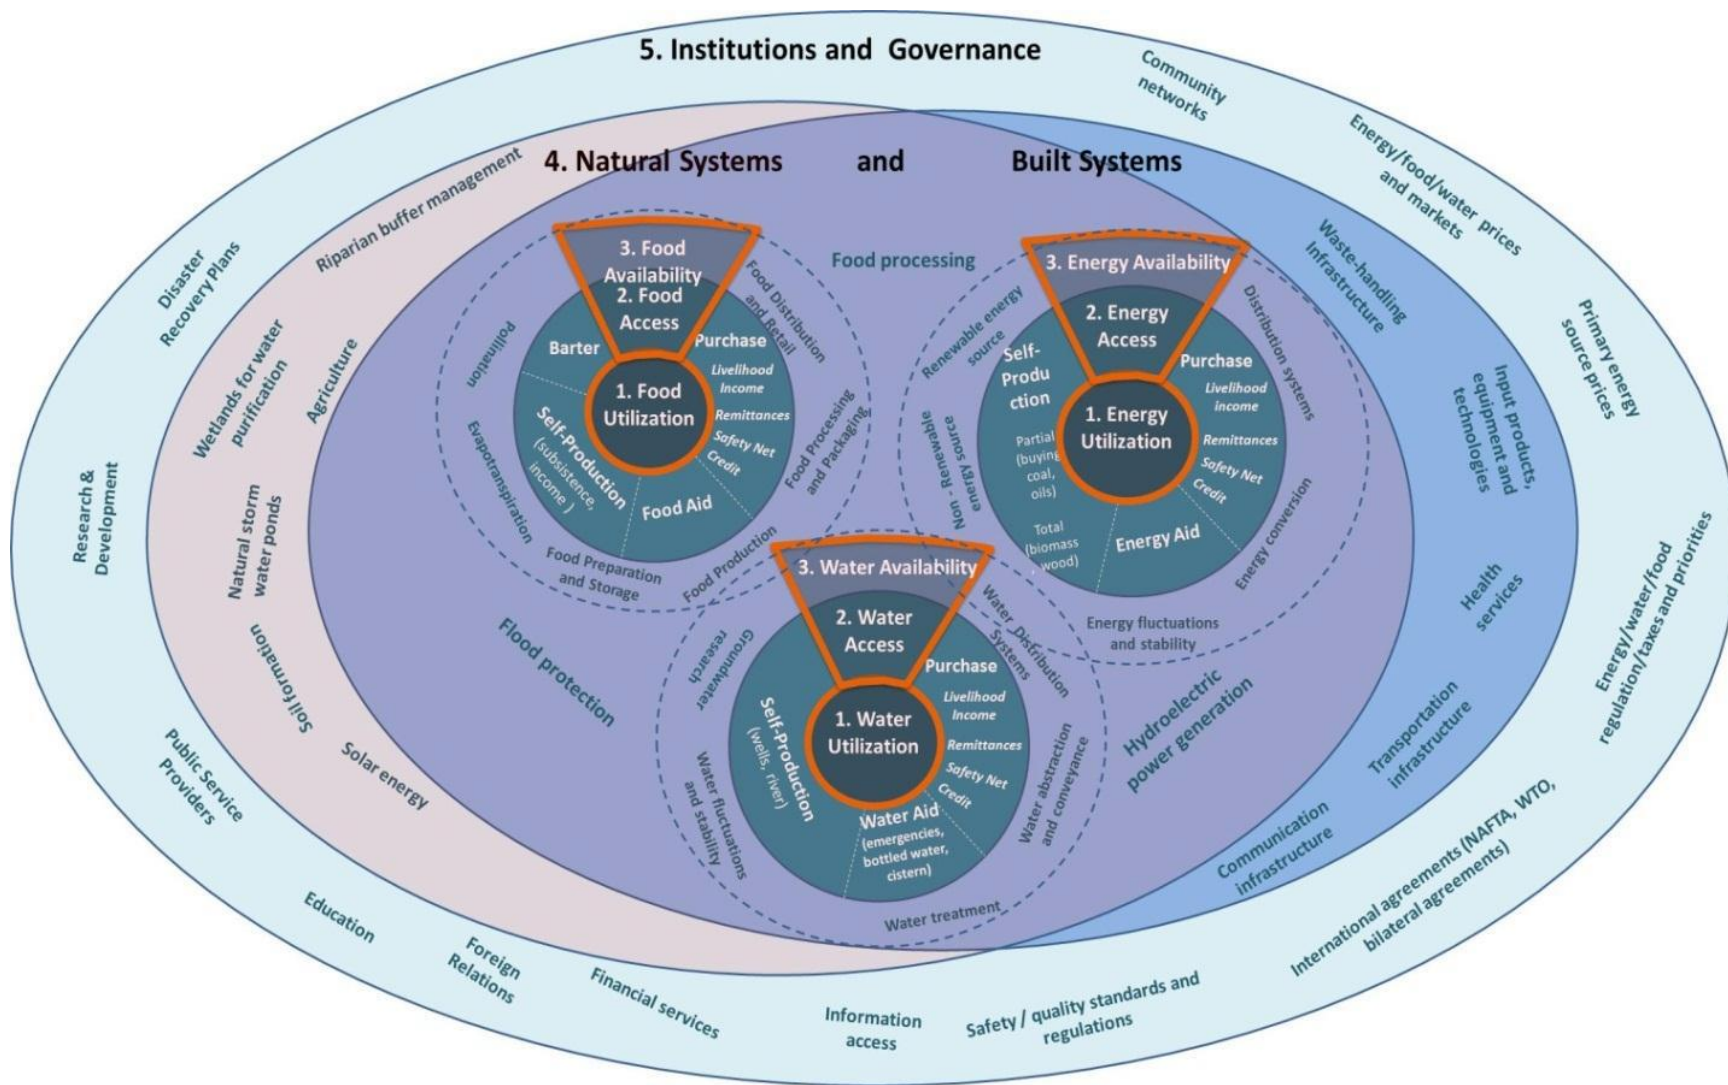 5. Institutions and Governance
Community
networks
Energy/food/water prices
and markets
Primary energy
source prices
Energy/water/food
regulation/taxes and priorities
International agreements (NAFTA, WTO,
bilateral agreements)
Safety / quality standards and
regulations
Information
access
Financial services
Foreign
Relations
Education
Public Service
Providers
Research &
Development
Disaster
Recovery Plans
4. Natural Systems and Built Systems
Riparian buffer management
Wetlands for water
purification
Agriculture
Natural storm
water ponds
Soil formation
Solar energy
Waste-handling
Infrastructure
Input products,
equipment and
technologies
Health
services
Transportation
infrastructure
Communication
infrastructure
Food processing
Flood protection
Hydroelectric
power generation
3. Food
Availability
2. Food
Access
1. Food
Utilization
Barter
Purchase
Livelihood
Income
Remittances
Safety Net
Credit
Food Aid
Self-Production
(subsistence,
income )
Pollination
Evapotranspiration
Food Preparation
and Storage
Food Production
Food Processing
and Packaging
Food Distribution
and Retail
3. Energy Availability
2. Energy
Access
1. Energy
Utilization
Self-
Produ
ction
Partial
(buying
coal,
oils)
Total
(biomass
, wood)
Purchase
Livelihood
income
Remittances
Safety Net
Credit
Energy Aid
Renewable energy
source
Non - Renewable
energy source
Distribution systems
Energy conversion
Energy fluctuations
and stability
3. Water Availability
2. Water
Access
1. Water
Utilization
Self-Production
(wells, river)
Purchase
Livelihood
Income
Remittances
Safety Net
Credit
Water Aid
(emergencies,
bottled water,
cistern)
Groundwater
research
Water fluctuations
and stability
Water treatment
Water abstraction
and conveyance
Water Distribution
Systems